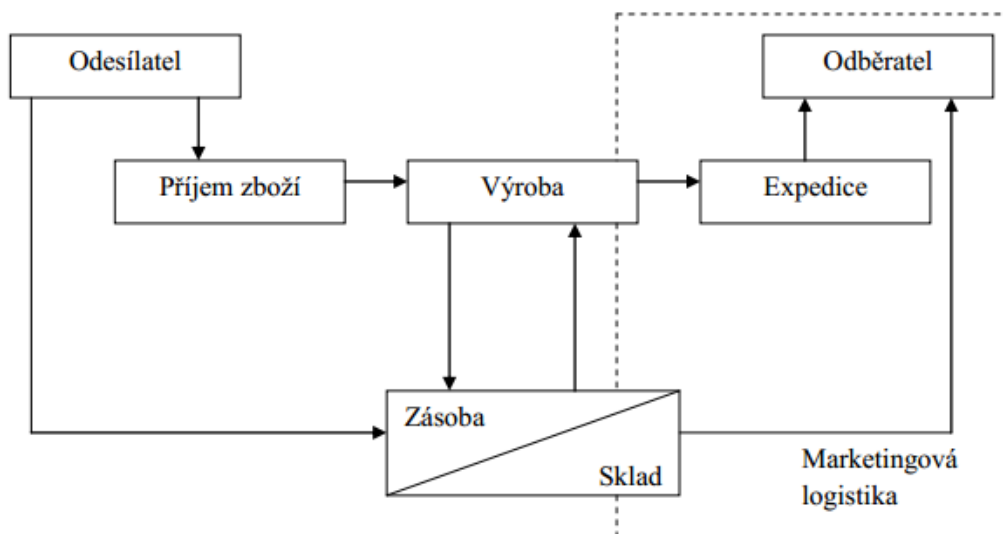 Odesílatel
Odběratel
Příjem zboží
Výroba
Expedice
Zásoba
Sklad
Marketingová
logistika